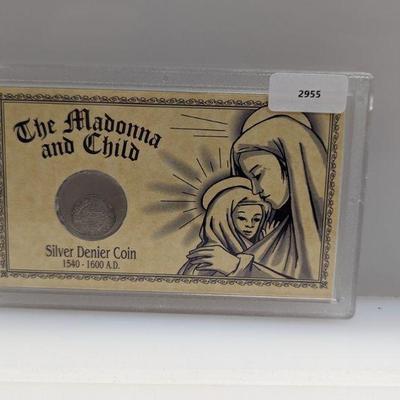 2955
The Madonna
and Child
Silver Denier Coin
1540 - 1600 A.D.